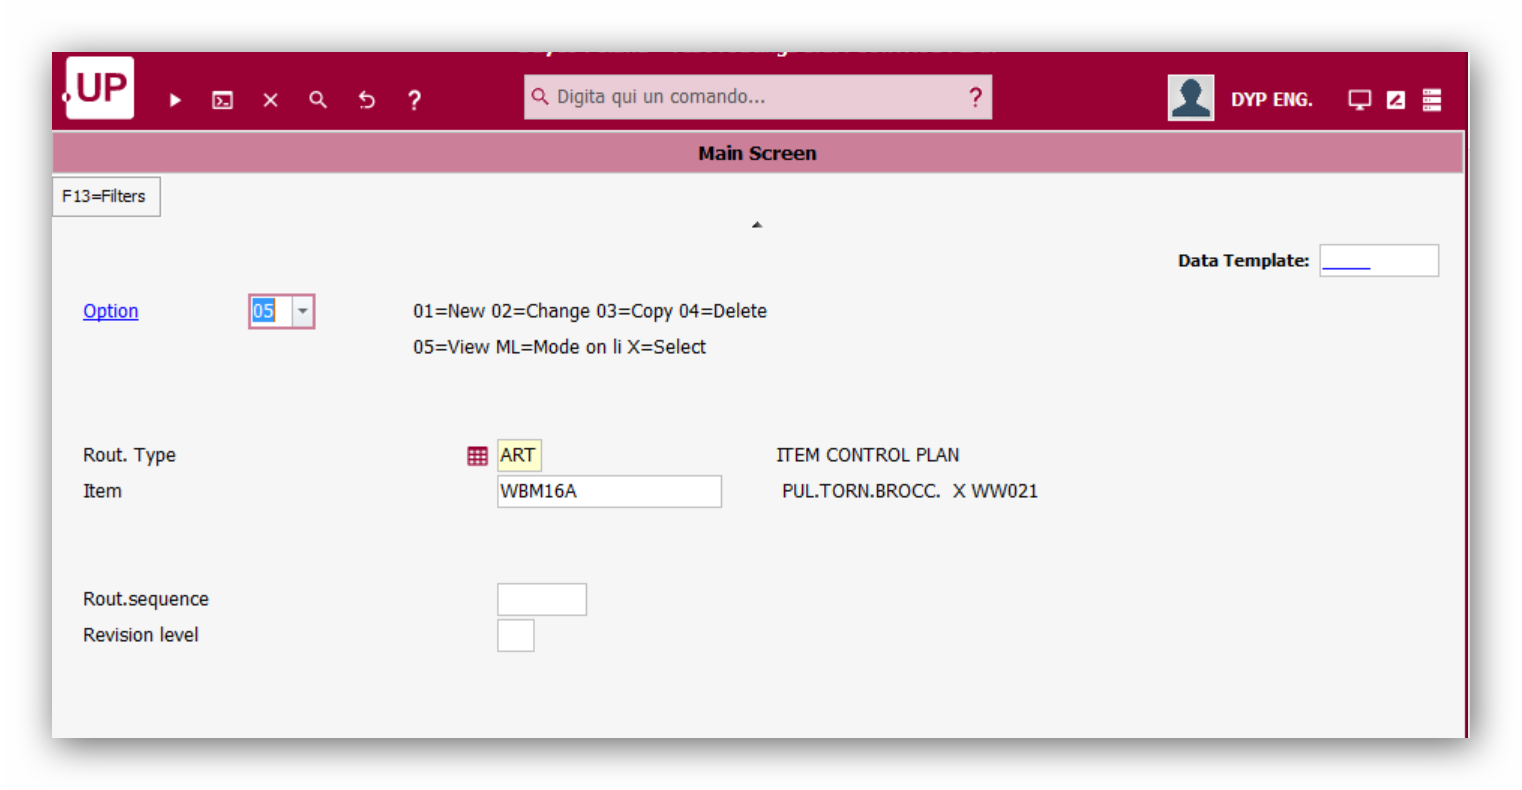 .UP
? Digita qui un comando... ? DYP ENG.
Main Screen
F13=Filters
Data Template:
Option 05 01=New 02=Change 03=Copy 04=Delete
05=View ML=Mode on li X=Select
Rout. Type ART ITEM CONTROL PLAN
Item WBM16A PUL.TORN.BROCC. X WW021
Rout.sequence
Revision level